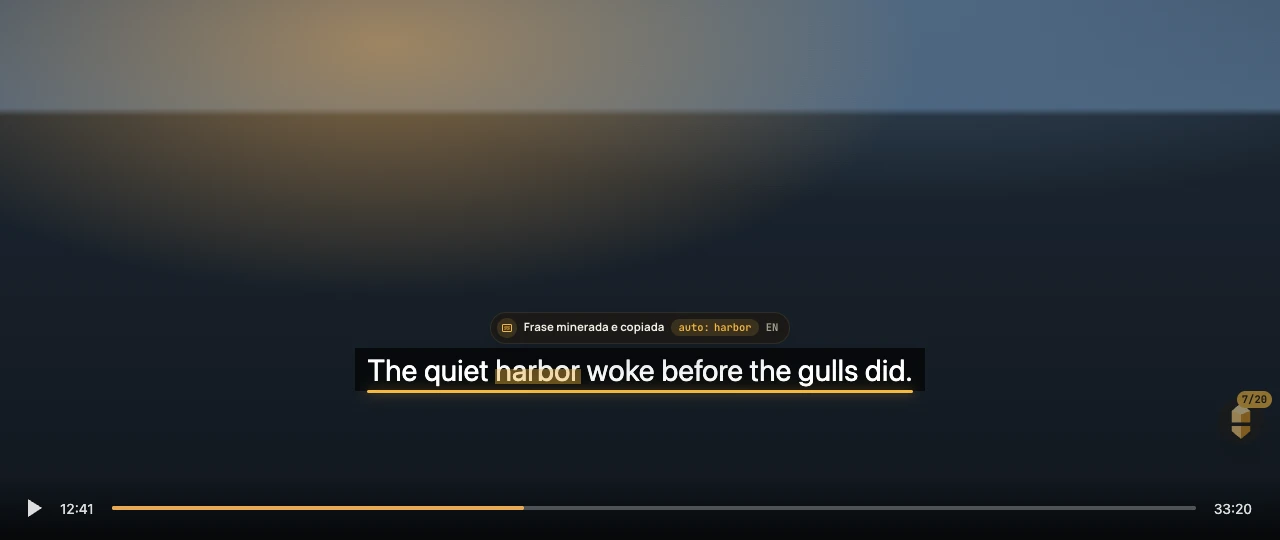 Frase minerada e copiada auto: harbor EN
The quiet harbor woke before the gulls did.
7/20
12:41 33:20